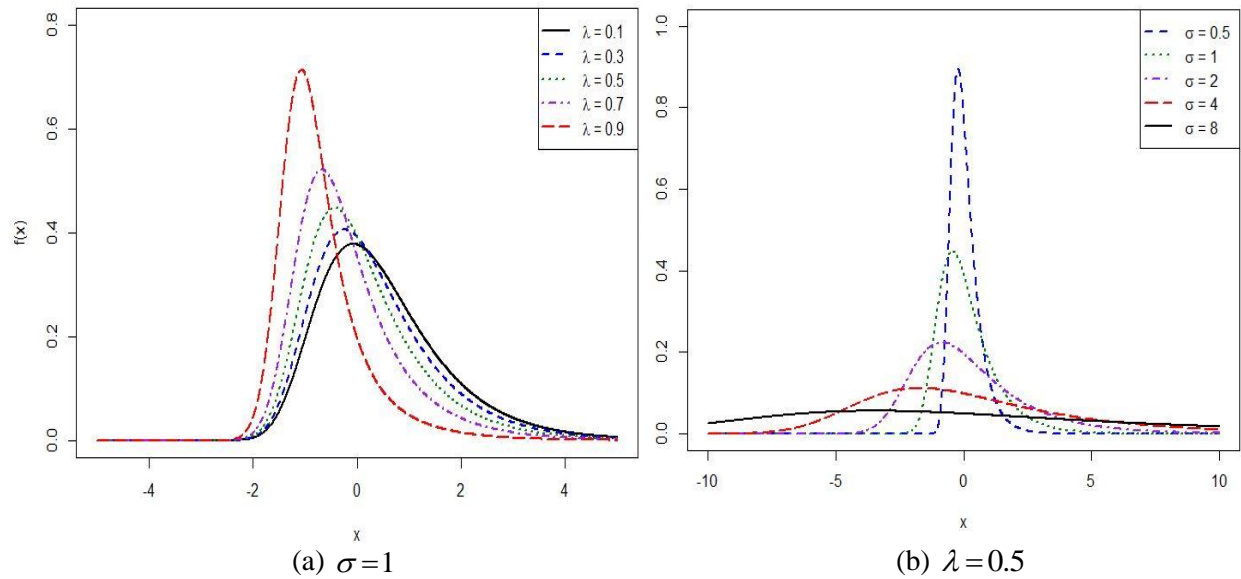 0.8
0.6
0.4
0.2
0.0
f(x)
-4
-2
0
2
4
x
λ = 0.1
λ = 0.3
λ = 0.5
λ = 0.7
λ = 0.9
(a) σ = 1
1.0
0.8
0.6
0.4
0.2
0.0
-10
-5
0
5
10
x
σ = 0.5
σ = 1
σ = 2
σ = 4
σ = 8
(b) λ = 0.5